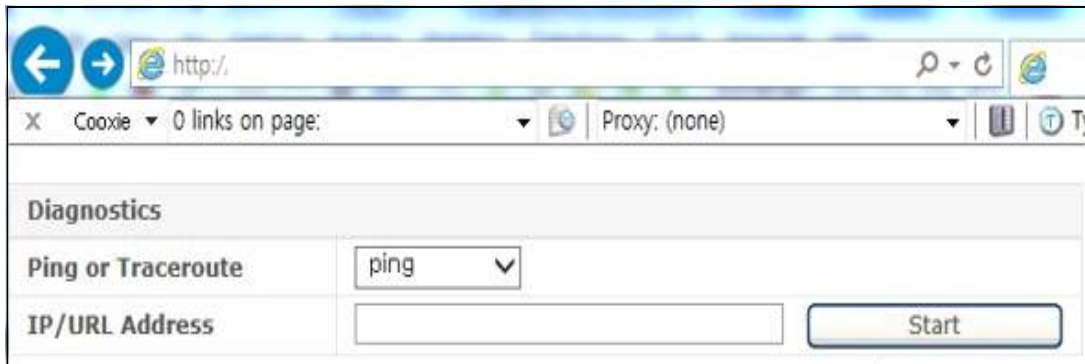 http:/.
X Cooxie 0 links on page: Proxy: (none) T
Diagnostics
Ping or Traceroute ping
IP/URL Address Start